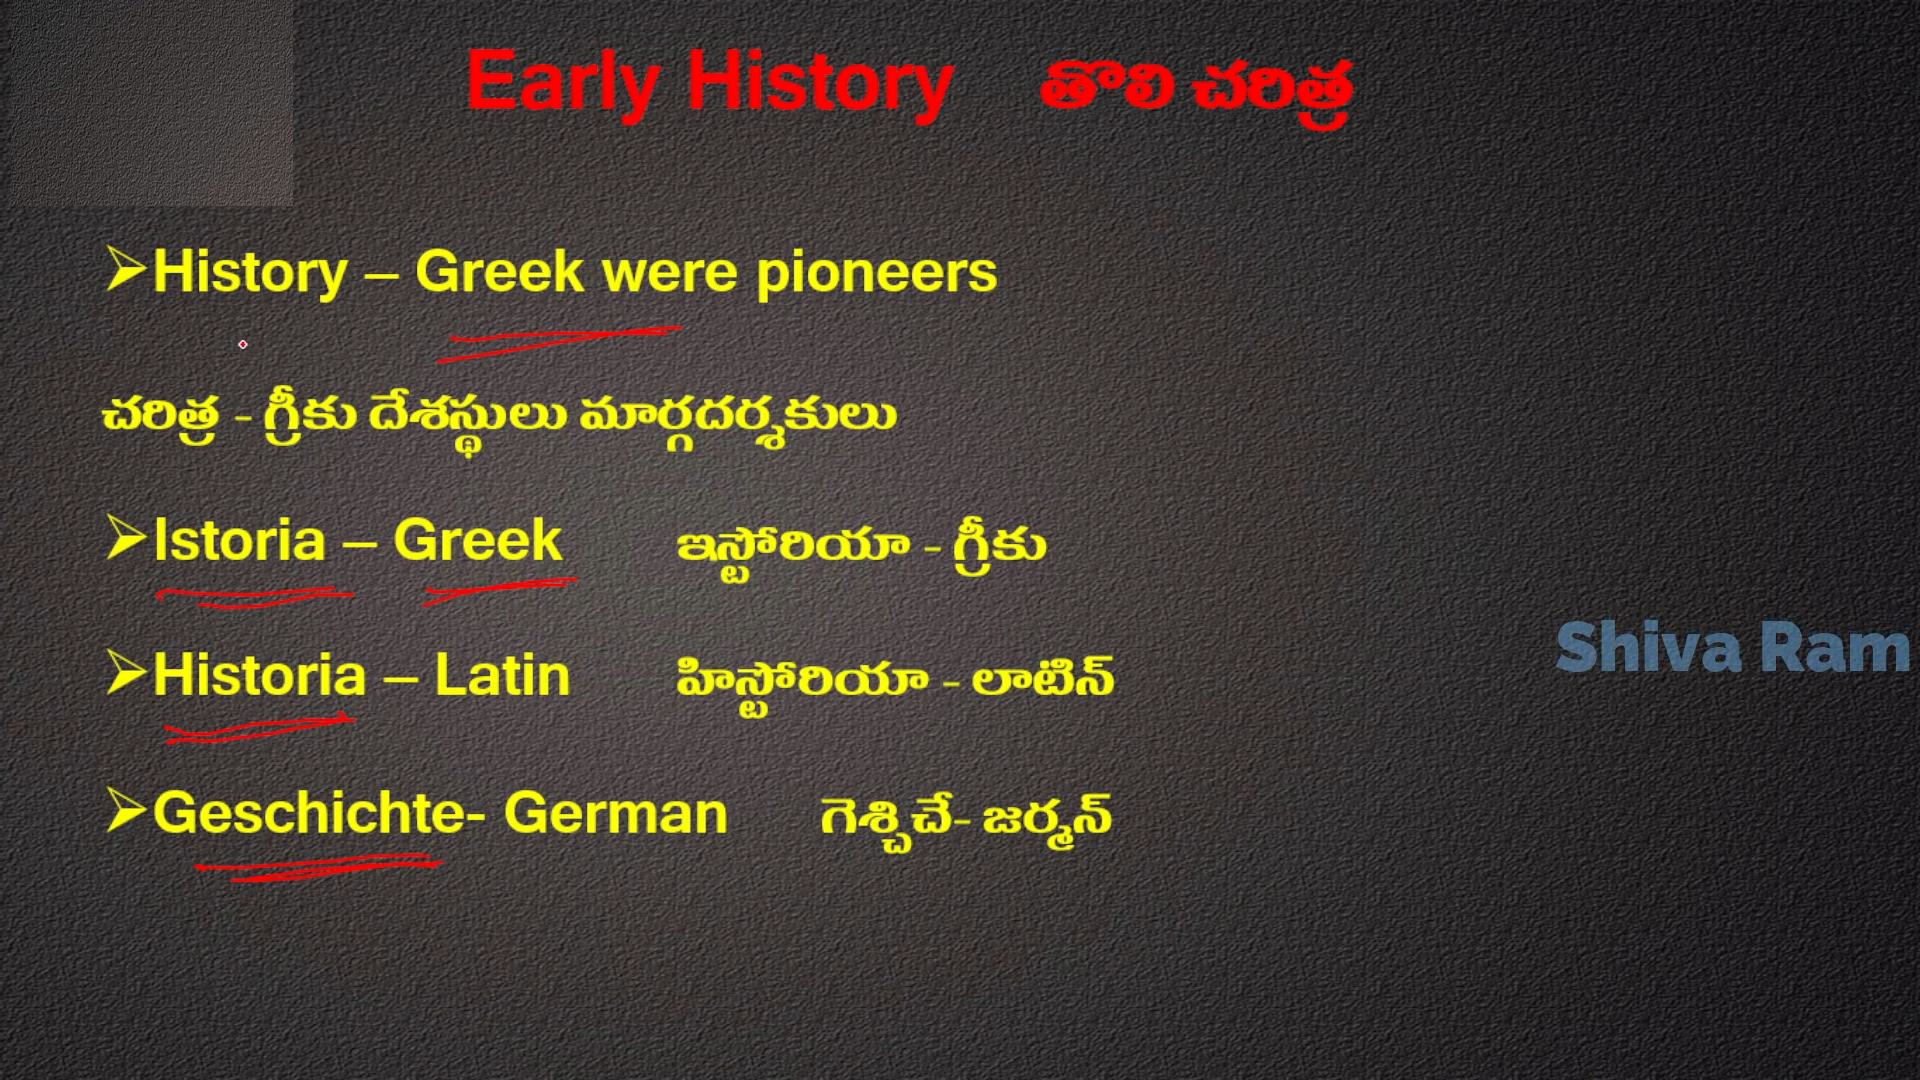 Early History తొలి చరిత్ర
➢History – Greek were pioneers
చరిత్ర - గ్రీకు దేశస్థులు మార్గదర్శకులు
➢Istoria – Greek ఇస్టోరియా - గ్రీకు
➢Historia – Latin హిస్టోరియా - లాటిన్
Shiva Ram
➢Geschichte- German గెశ్చిచే- జర్మన్